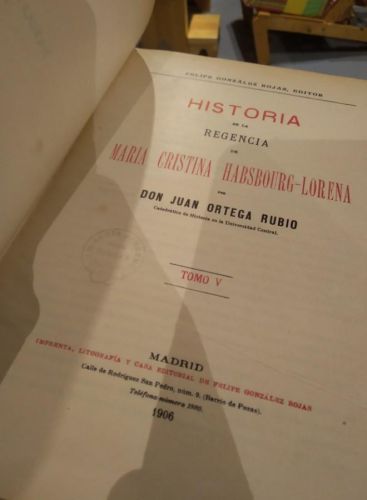 FELIPE GONZÁLEZ ROJAS, EDITOR
HISTORIA
DE LA
REGENCIA
DE
MARIA CRISTINA HABSBOURG-LORENA
POR
DON JUAN ORTEGA RUBIO
Catedrático de Historia en la Universidad Central.
TOMO V
MADRID
IMPRENTA, LITOGRAFÍA Y CASA EDITORIAL DE FELIPE GONZÁLEZ ROJAS
Calle de Rodríguez San Pedro, núm. 9. (Barrio de Pozas).
Teléfono número 1880.
1906